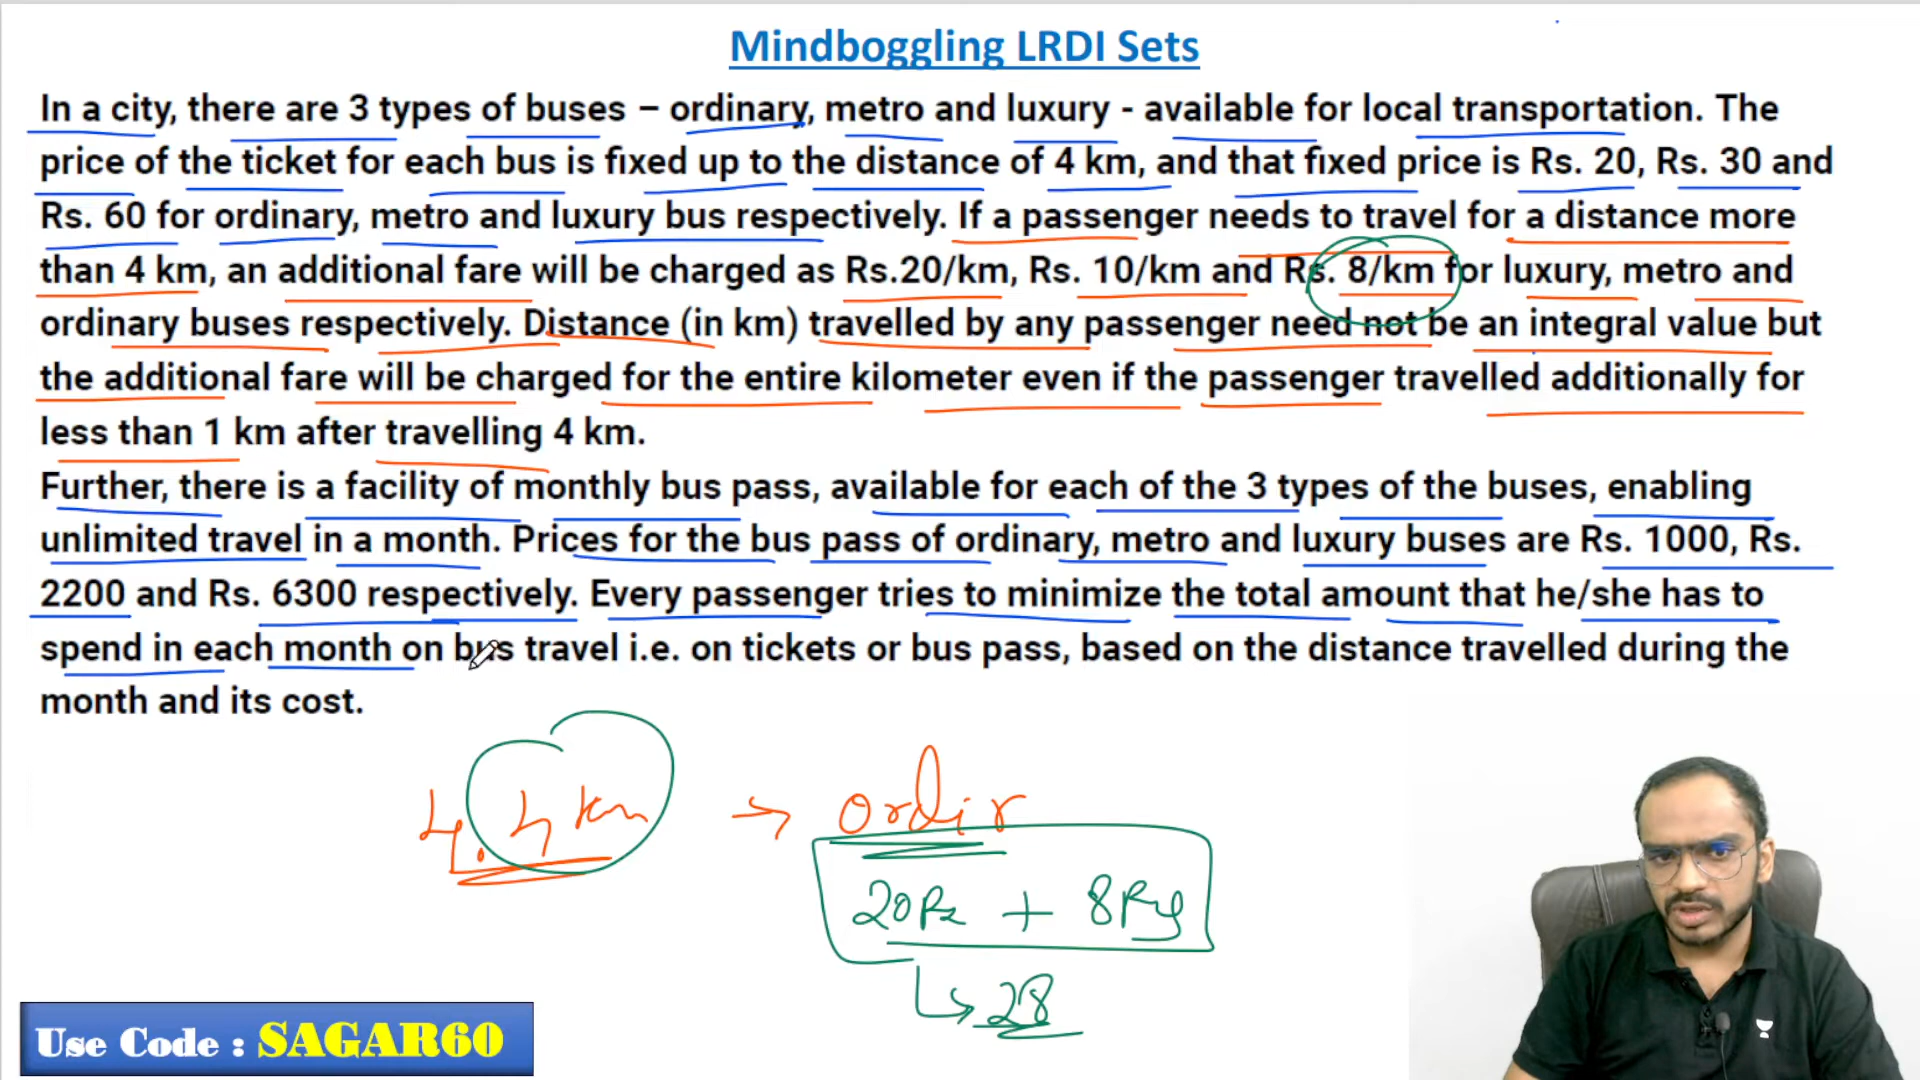 Mindboggling LRDI Sets
In a city, there are 3 types of buses – ordinary, metro and luxury - available for local transportation. The
price of the ticket for each bus is fixed up to the distance of 4 km, and that fixed price is Rs. 20, Rs. 30 and
Rs. 60 for ordinary, metro and luxury bus respectively. If a passenger needs to travel for a distance more
than 4 km, an additional fare will be charged as Rs.20/km, Rs. 10/km and Rs. 8/km for luxury, metro and
ordinary buses respectively. Distance (in km) travelled by any passenger need not be an integral value but
the additional fare will be charged for the entire kilometer even if the passenger travelled additionally for
less than 1 km after travelling 4 km.
Further, there is a facility of monthly bus pass, available for each of the 3 types of the buses, enabling
unlimited travel in a month. Prices for the bus pass of ordinary, metro and luxury buses are Rs. 1000, Rs.
2200 and Rs. 6300 respectively. Every passenger tries to minimize the total amount that he/she has to
spend in each month on bus travel i.e. on tickets or bus pass, based on the distance travelled during the
month and its cost.
4.4 km → ordir
20Rs + 8Rs
28
Use Code : SAGAR60